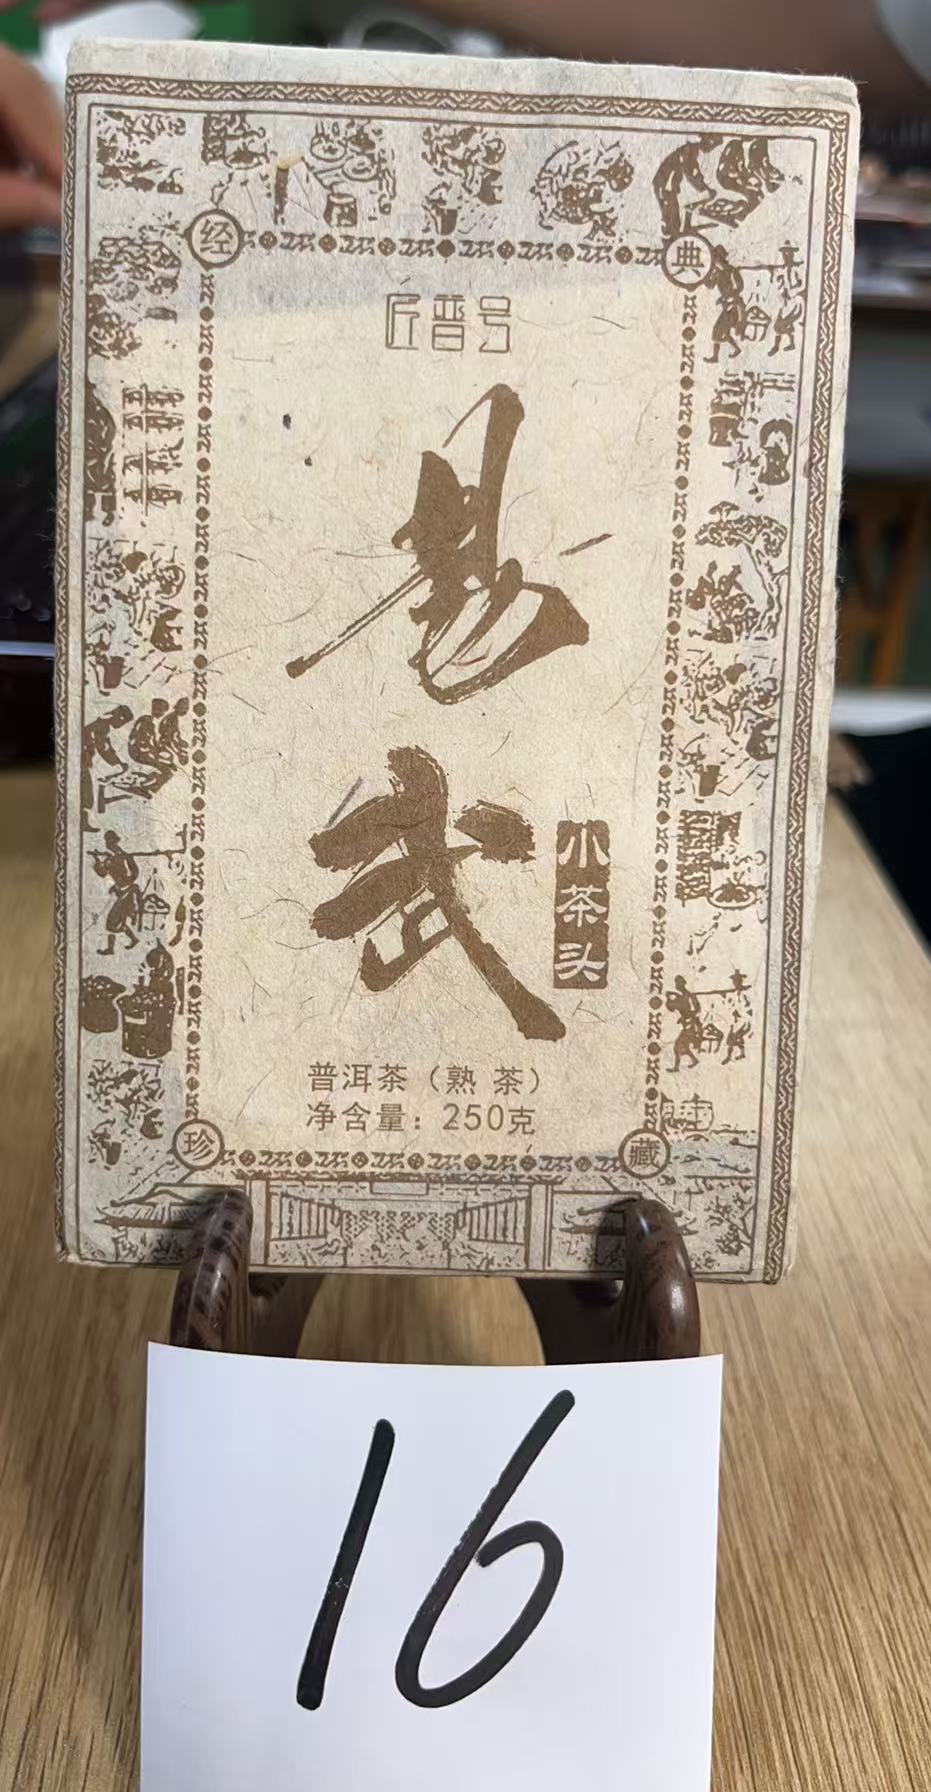 经典
匠普号
易武
小茶头
普洱茶（熟 茶）
净含量：250克
珍藏
16